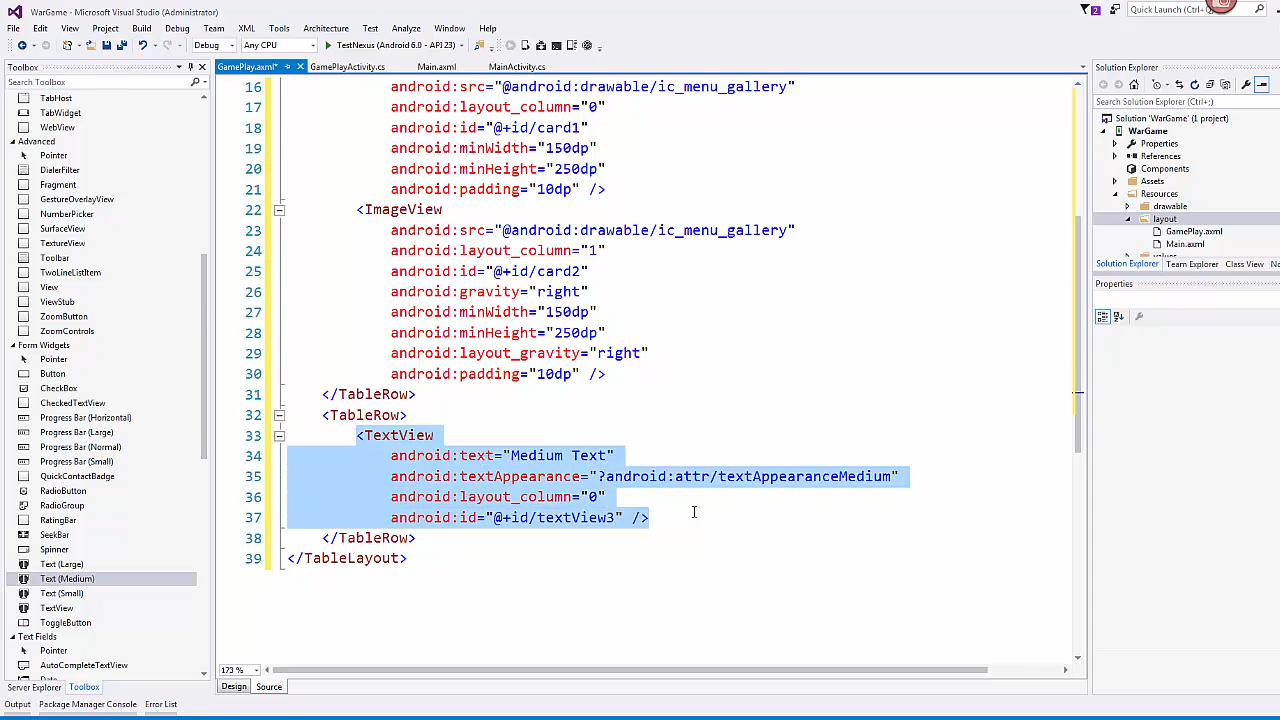 WarGame - Microsoft Visual Studio (Administrator)
2
Quick Launch (Ctrl+Q)
File Edit View Project Build Debug Team XML Tools Architecture Test Analyze Window Help
Debug Any CPU TestNexus (Android 6.0 - API 23)
Toolbox
Search Toolbox
TabHost
TabWidget
WebView
Advanced
Pointer
DialerFilter
Fragment
GestureOverlayView
NumberPicker
SurfaceView
TextureView
Toolbar
TwoLineListItem
View
ViewStub
ZoomButton
ZoomControls
Form Widgets
Pointer
Button
CheckBox
CheckedTextView
Progress Bar (Horizontal)
Progress Bar (Large)
Progress Bar (Normal)
Progress Bar (Small)
QuickContactBadge
RadioButton
RadioGroup
RatingBar
SeekBar
Spinner
Text (Large)
Text (Medium)
Text (Small)
TextView
ToggleButton
Text Fields
Pointer
AutoCompleteTextView
Server Explorer Toolbox
GamePlay.axml* GamePlayActivity.cs Main.axml MainActivity.cs
16 android:src="@android:drawable/ic_menu_gallery"
17 android:layout_column="0"
18 android:id="@+id/card1"
19 android:minWidth="150dp"
20 android:minHeight="250dp"
21 android:padding="10dp" />
22 <ImageView
23 android:src="@android:drawable/ic_menu_gallery"
24 android:layout_column="1"
25 android:id="@+id/card2"
26 android:gravity="right"
27 android:minWidth="150dp"
28 android:minHeight="250dp"
29 android:layout_gravity="right"
30 android:padding="10dp" />
31 </TableRow>
32 <TableRow>
33 <TextView
34 android:text="Medium Text"
35 android:textAppearance="?android:attr/textAppearanceMedium"
36 android:layout_column="0"
37 android:id="@+id/textView3" />
38 </TableRow>
39 </TableLayout>
173 %
Design Source
Solution Explorer
Search Solution Explorer (Ctrl+;)
Solution 'WarGame' (1 project)
WarGame
Properties
References
Components
Assets
Resources
drawable
layout
GamePlay.axml
Main.axml
Solution Explorer Team Explorer Class View
Properties
Output Package Manager Console Error List